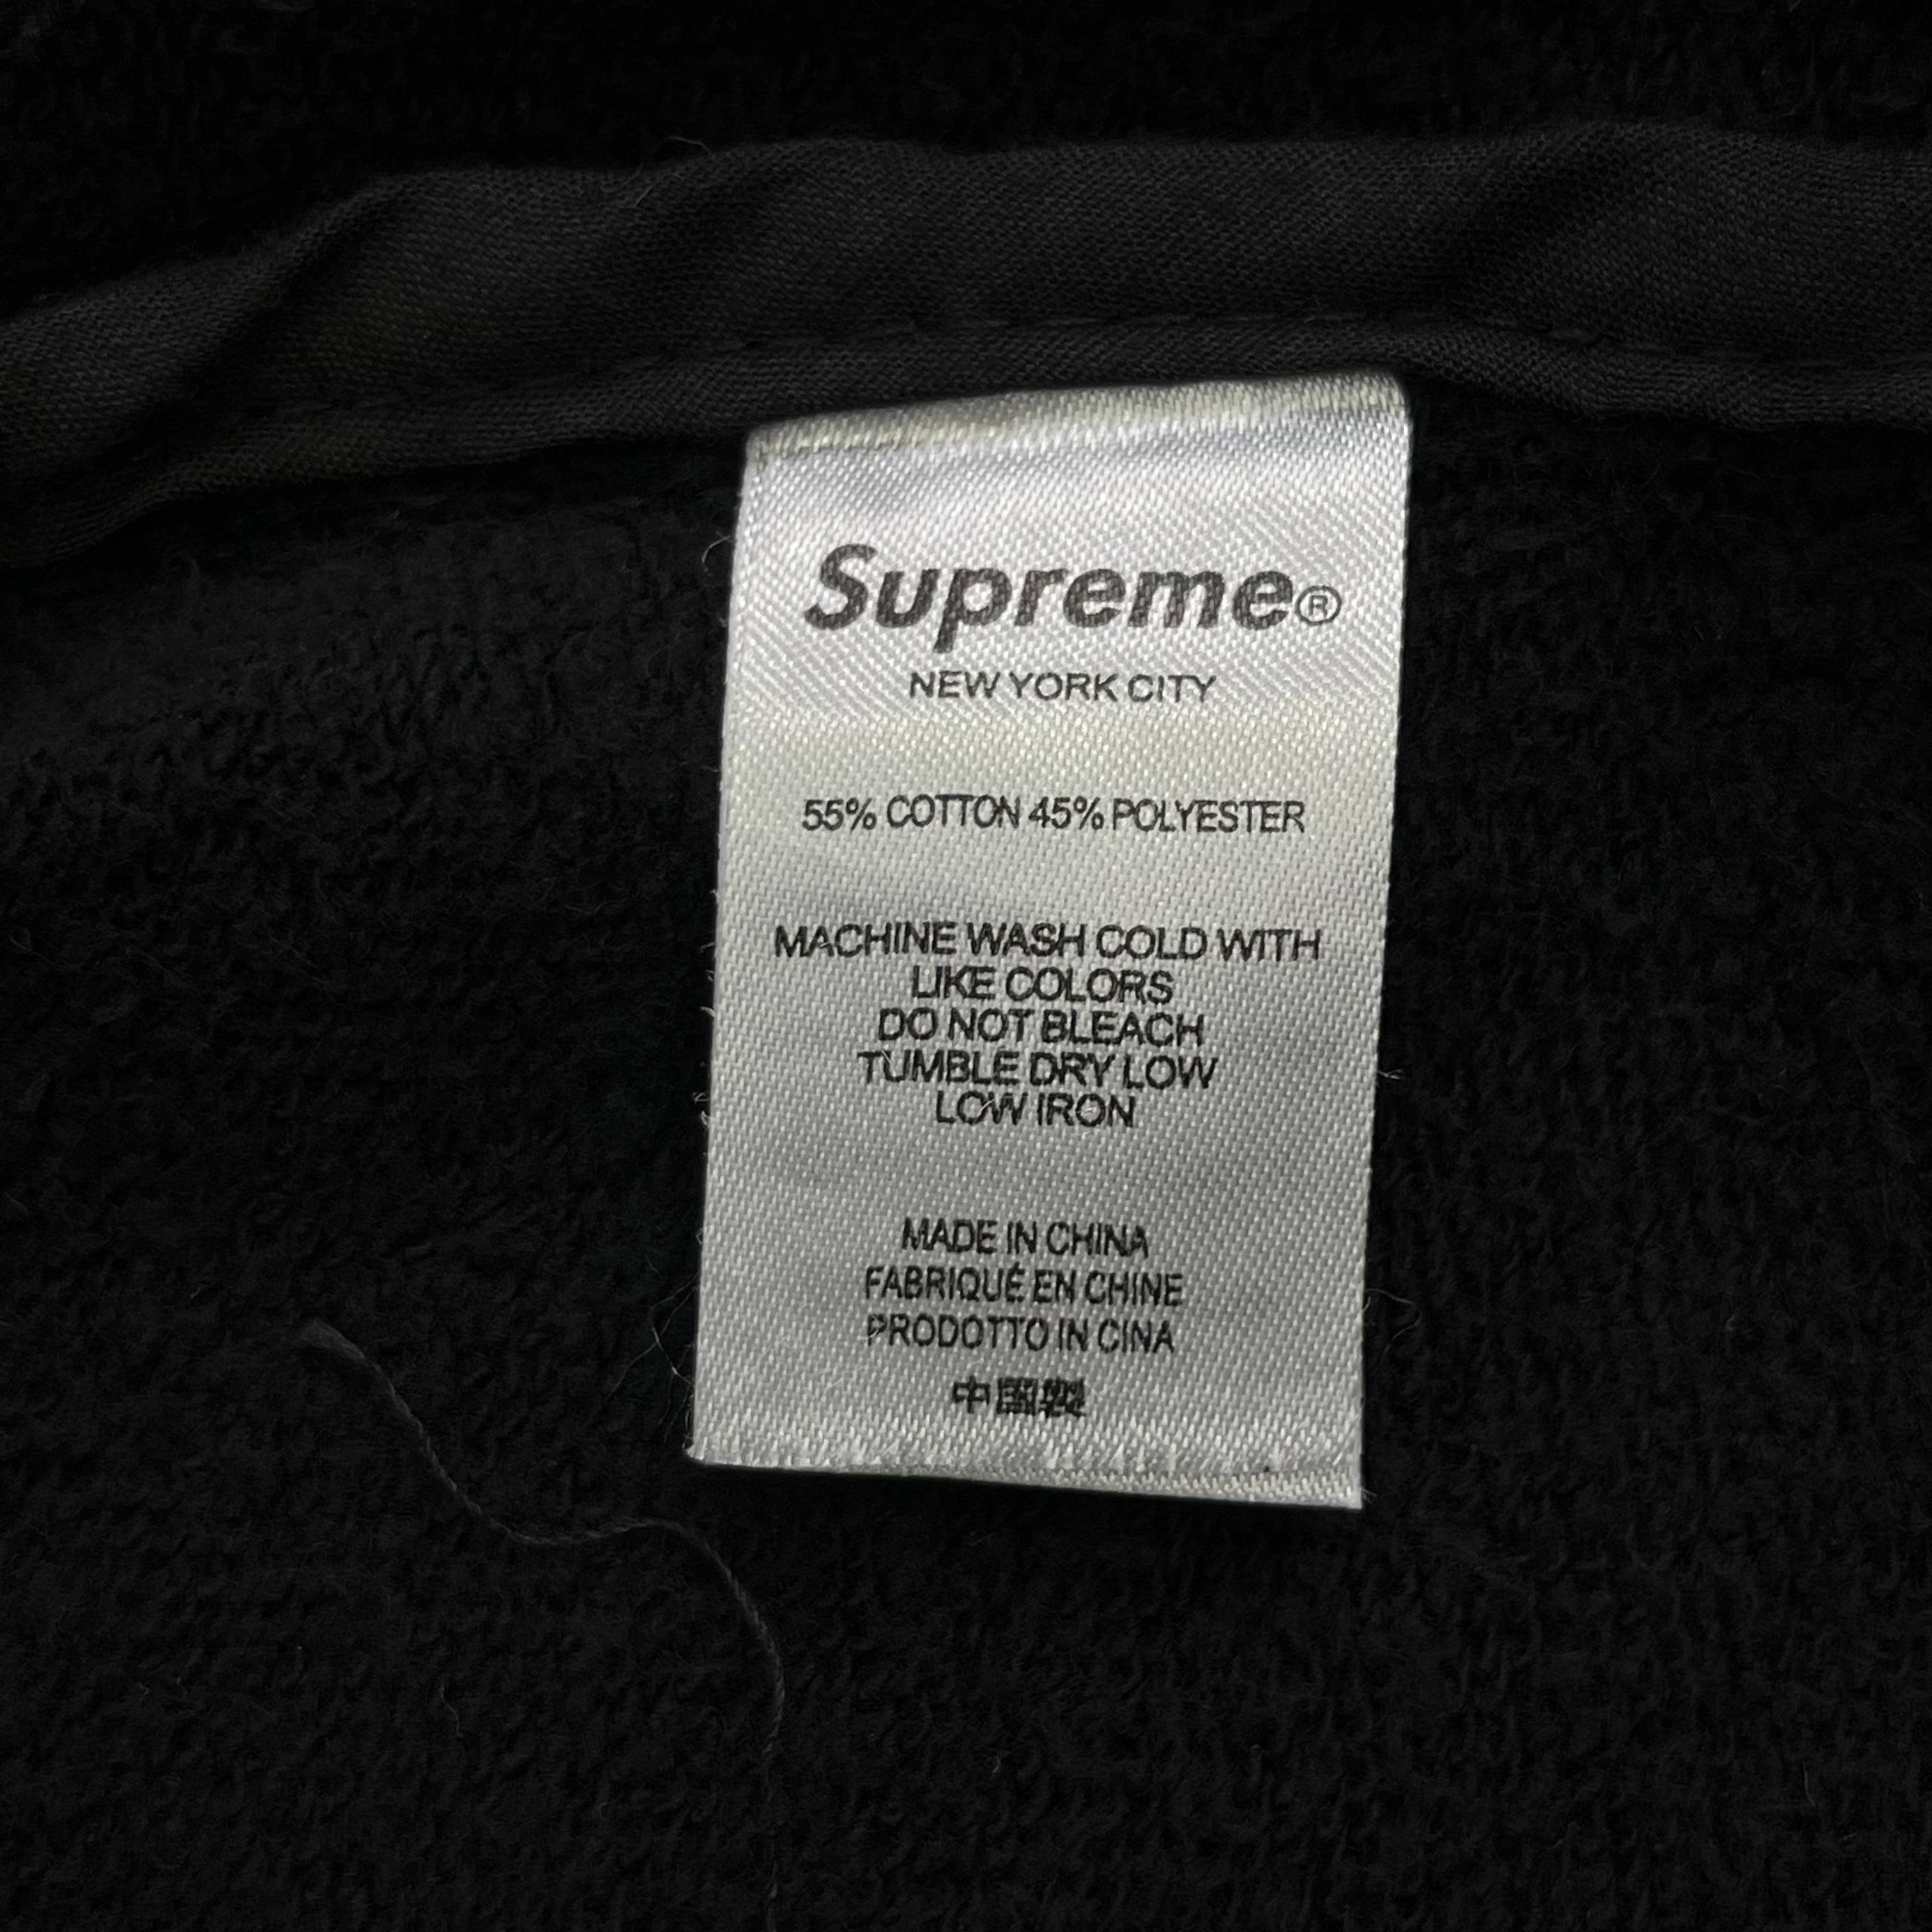 Supreme®
NEW YORK CITY
55% COTTON 45% POLYESTER
MACHINE WASH COLD WITH
LIKE COLORS
DO NOT BLEACH
TUMBLE DRY LOW
LOW IRON
MADE IN CHINA
FABRIQUÉ EN CHINE
PRODOTTO IN CINA
中國製